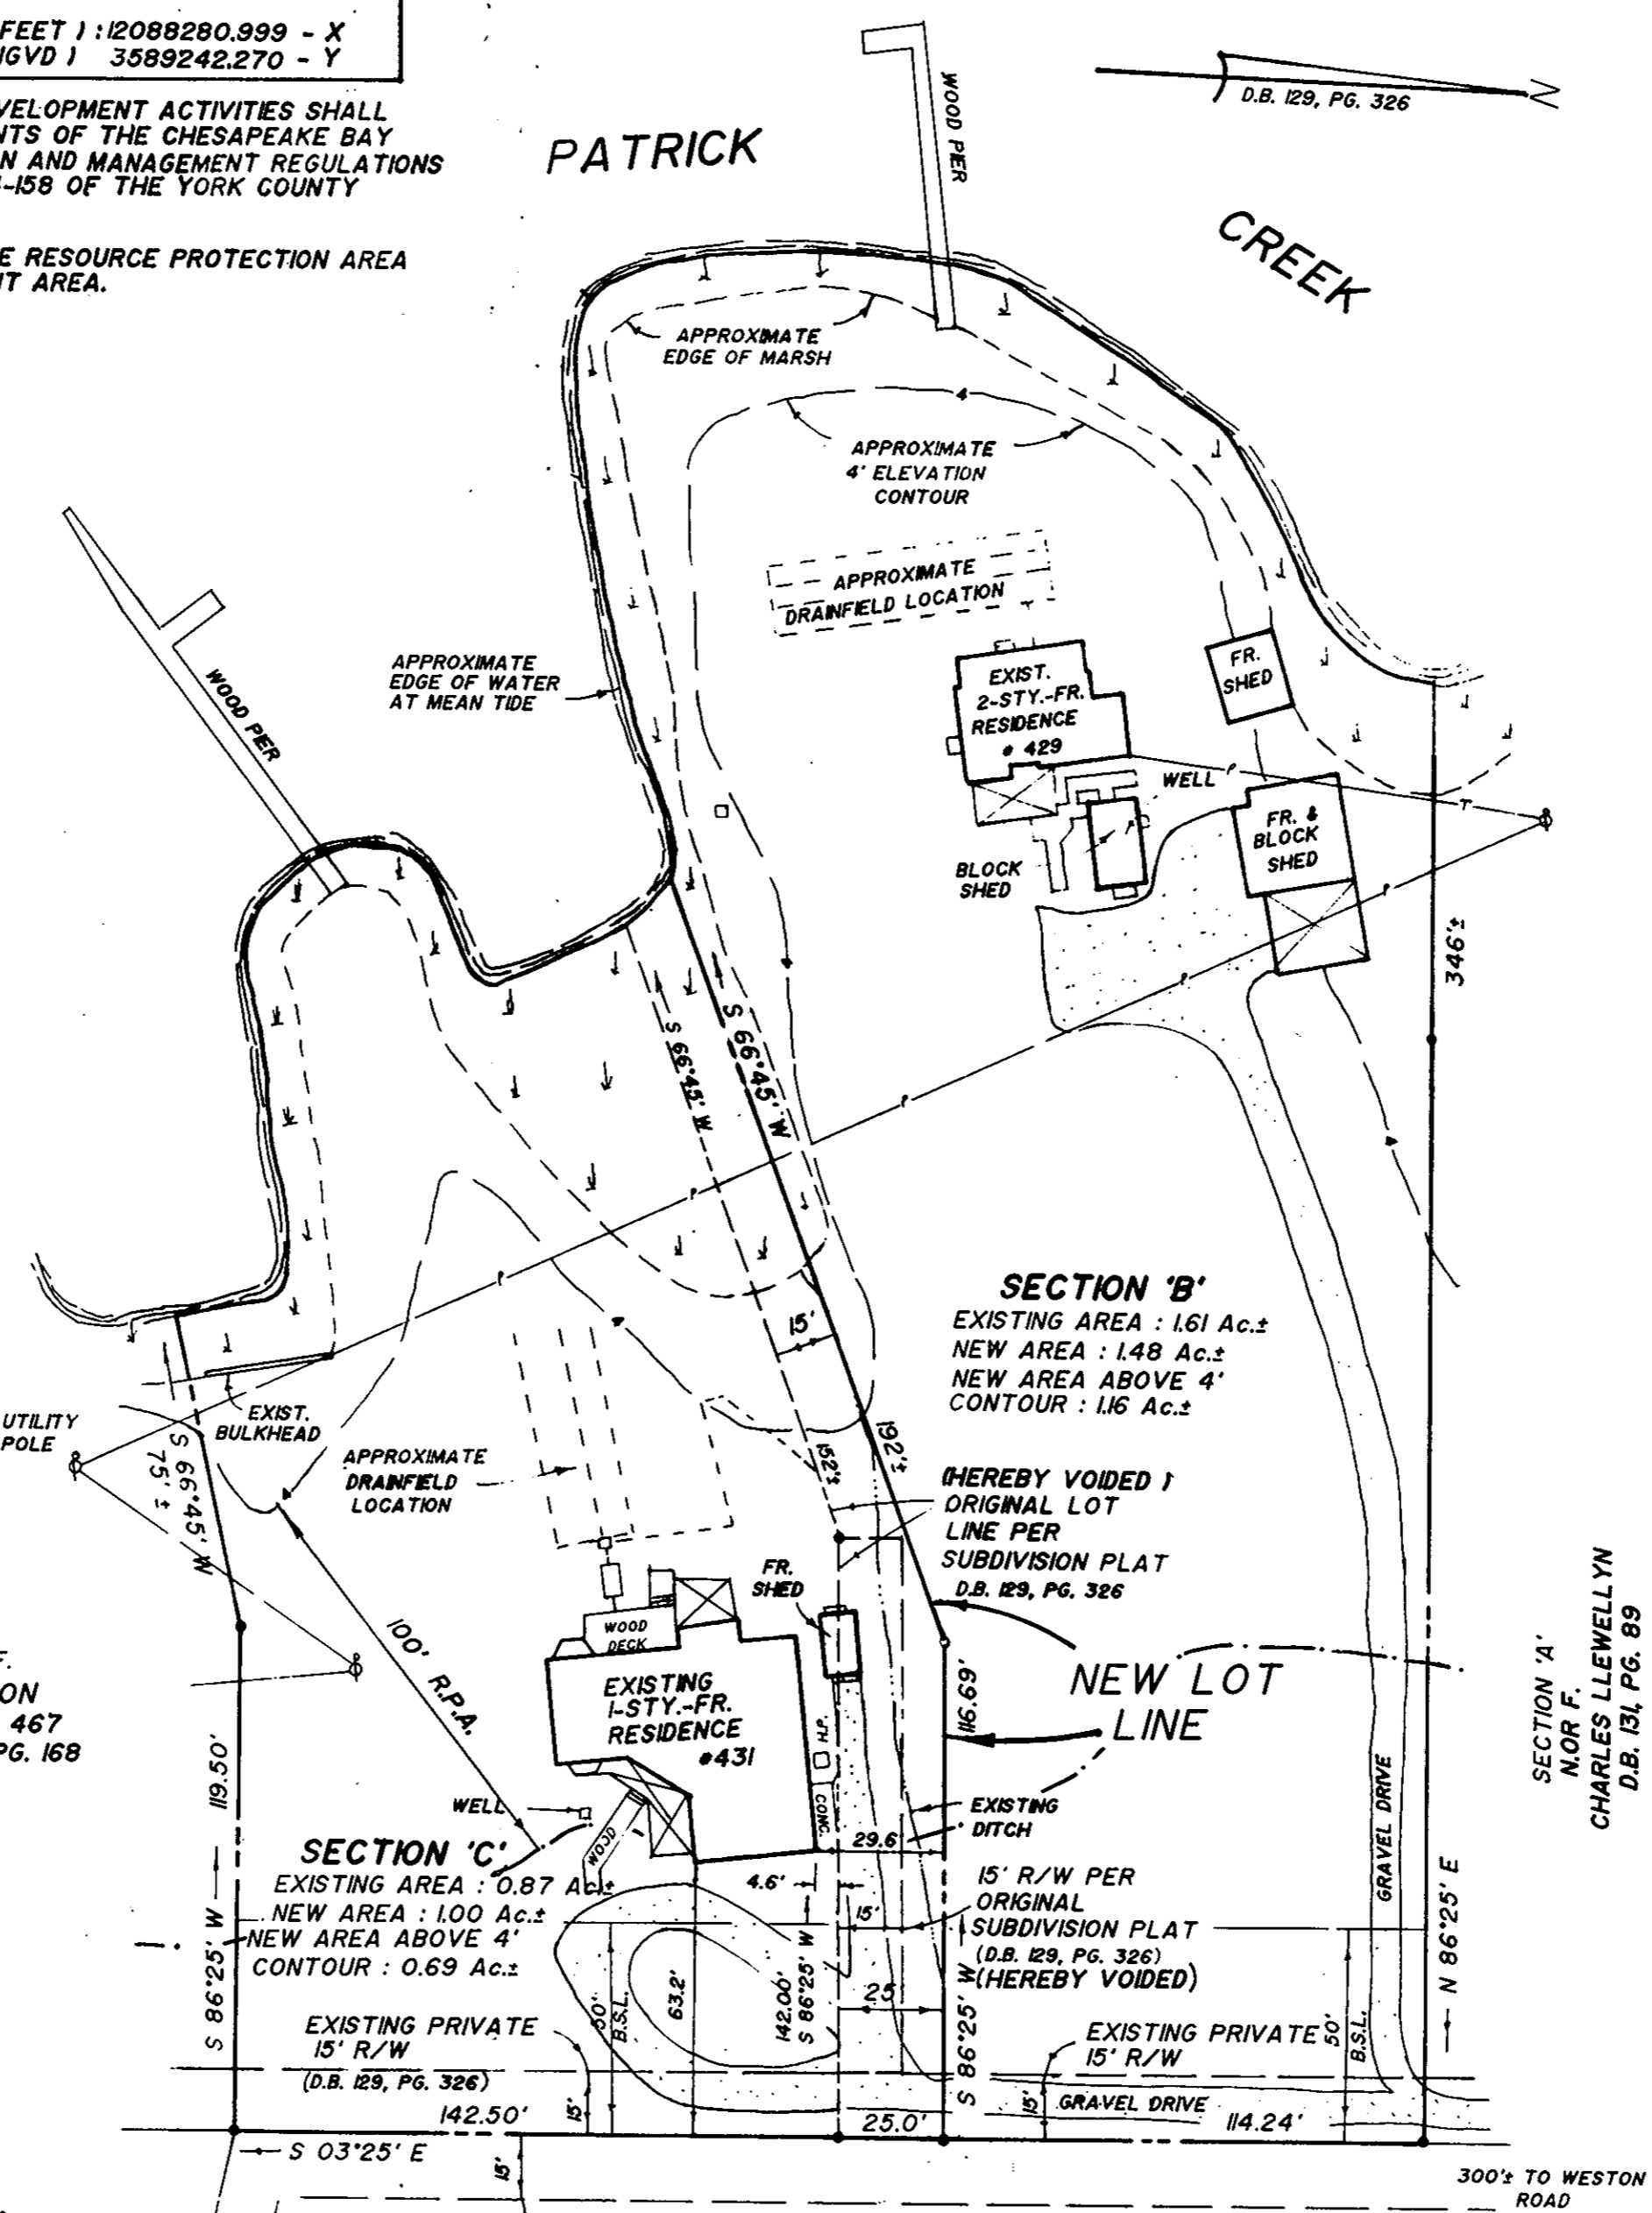 FEET ) : 12088280.999 - X
NGVD ) 3589242.270 - Y
VELOPMENT ACTIVITIES SHALL
NTS OF THE CHESAPEAKE BAY
N AND MANAGEMENT REGULATIONS
-158 OF THE YORK COUNTY
E RESOURCE PROTECTION AREA
T AREA.
PATRICK
CREEK
WOOD PIER
D.B. 129, PG. 326
N
APPROXIMATE
EDGE OF MARSH
4
APPROXIMATE
4' ELEVATION
CONTOUR
APPROXIMATE
DRAINFIELD LOCATION
APPROXIMATE
EDGE OF WATER
AT MEAN TIDE
WOOD PIER
EXIST.
2-STY.-FR.
RESIDENCE
# 429
FR.
SHED
WELL
FR. &
BLOCK
SHED
BLOCK
SHED
346'±
S 66°45' W
S 66°45' W
SECTION 'B'
EXISTING AREA : 1.61 Ac.±
NEW AREA : 1.48 Ac.±
NEW AREA ABOVE 4'
CONTOUR : 1.16 Ac.±
15'
192'±
152'±
UTILITY
POLE
EXIST.
BULKHEAD
S 66°45' W
75' ±
APPROXIMATE
DRAINFIELD
LOCATION
(HEREBY VOIDED )
ORIGINAL LOT
LINE PER
SUBDIVISION PLAT
D.B. 129, PG. 326
FR.
SHED
WOOD
DECK
100' R.P.A.
EXISTING
1-STY.-FR.
RESIDENCE
#431
H.P.
CONC.
NEW LOT
LINE
116.69'
F.
ON
467
PG. 168
119.50'
S 86°25' W
WELL
WOOD
EXISTING
DITCH
29.6'
4.6'
15'
SECTION 'C'
EXISTING AREA : 0.87 Ac.±
NEW AREA : 1.00 Ac.±
NEW AREA ABOVE 4'
CONTOUR : 0.69 Ac.±
15' R/W PER
ORIGINAL
SUBDIVISION PLAT
(D.B. 129, PG. 326)
(HEREBY VOIDED)
GRAVEL DRIVE
N 86°25' E
SECTION 'A'
N.OR F.
CHARLES LLEWELLYN
D.B. 131, PG. 89
50'
B.S.L.
63.2'
142.00'
S 86°25' W
25'
S 86°25' W
EXISTING PRIVATE
15' R/W
(D.B. 129, PG. 326)
EXISTING PRIVATE
15' R/W
50'
B.S.L.
15'
15'
GRAVEL DRIVE
142.50'
25.0'
114.24'
S 03°25' E
15'
300'± TO WESTON
ROAD